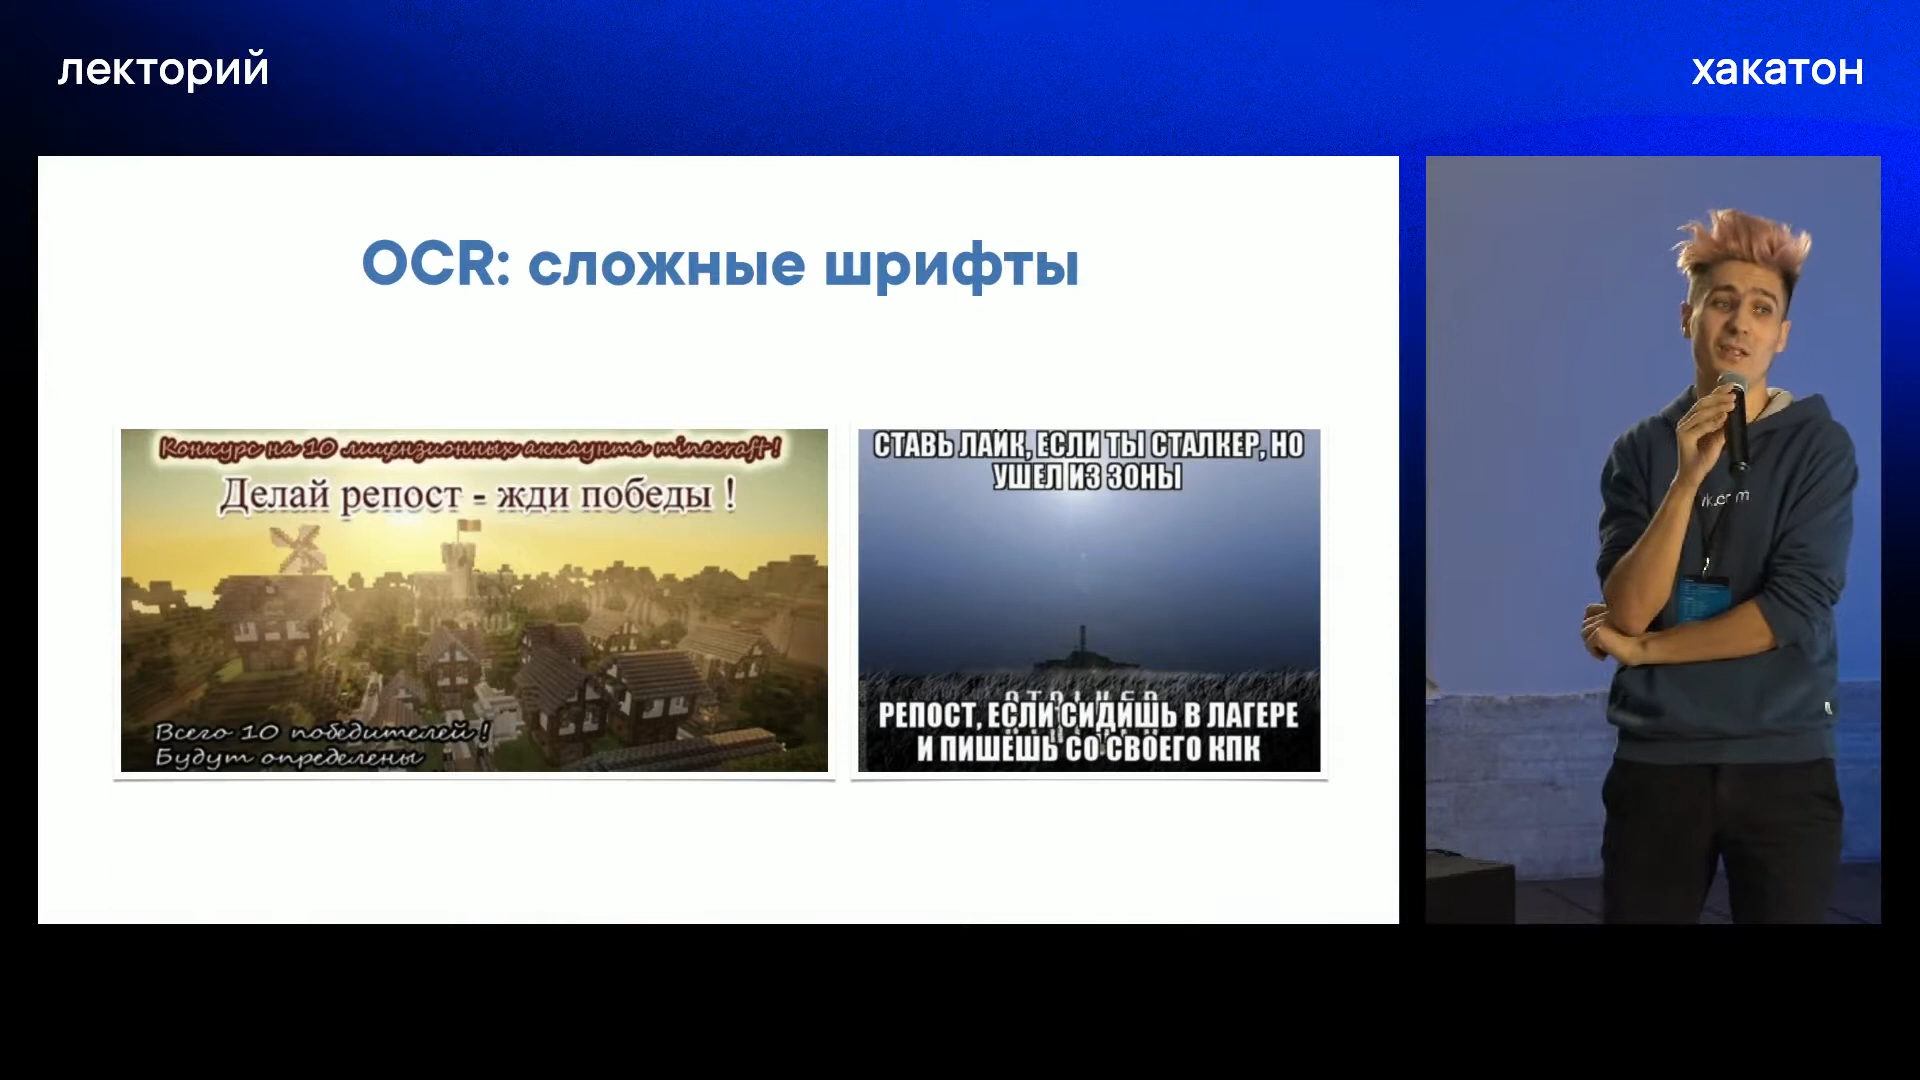 лекторий
хакатон
OCR: сложные шрифты
Конкурс на 10 лицензионных аккаунта minecraft!
Делай репост - жди победы !
Всего 10 победителей !
Будут определены
СТАВЬ ЛАЙК, ЕСЛИ ТЫ СТАЛКЕР, НО
УШЕЛ ИЗ ЗОНЫ
РЕПОСТ, ЕСЛИ СИДИШЬ В ЛАГЕРЕ
И ПИШЕШЬ СО СВОЕГО КПК